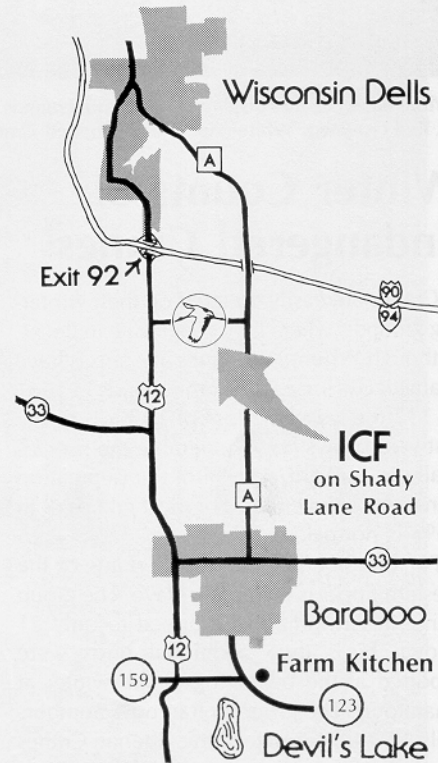 Wisconsin Dells
A
Exit 92
90
94
12
33
ICF
on Shady
Lane Road
A
33
Baraboo
12
Farm Kitchen
159
123
Devil's Lake